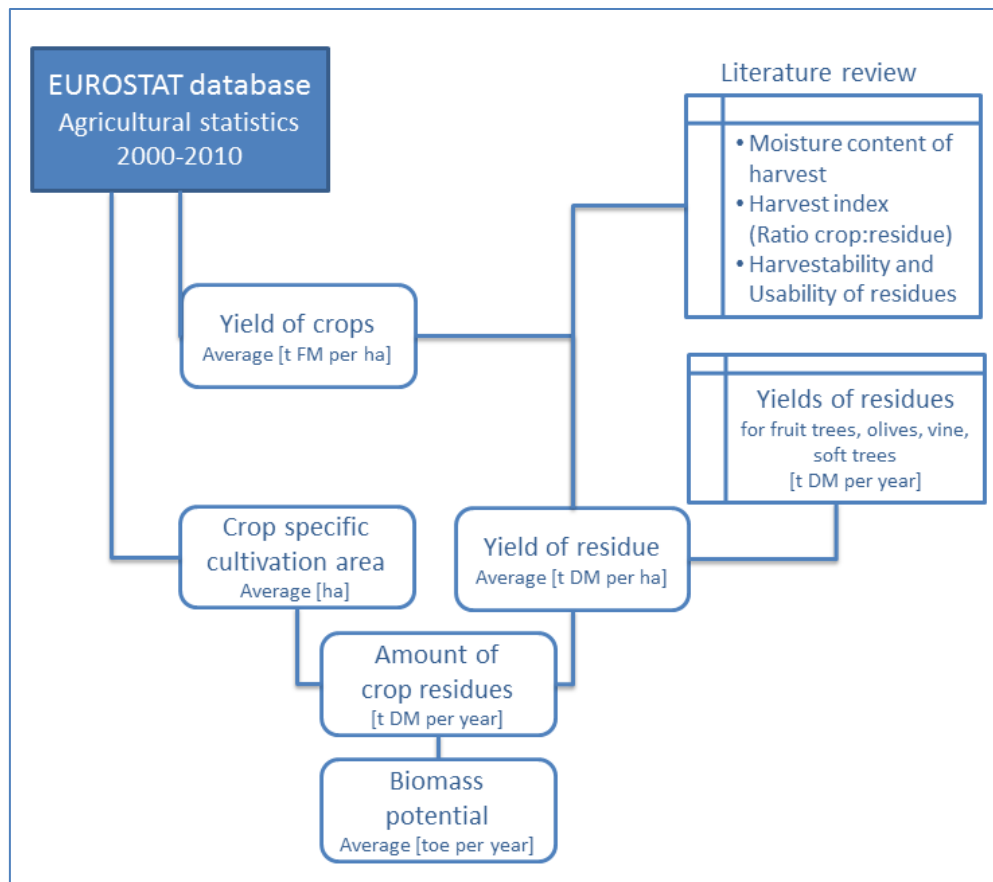 EUROSTAT database
Agricultural statistics
2000-2010
Literature review
• Moisture content of
harvest
• Harvest index
(Ratio crop:residue)
• Harvestability and
Usability of residues
Yield of crops
Average [t FM per ha]
Yields of residues
for fruit trees, olives, vine,
soft trees
[t DM per year]
Crop specific
cultivation area
Average [ha]
Yield of residue
Average [t DM per ha]
Amount of
crop residues
[t DM per year]
Biomass
potential
Average [toe per year]